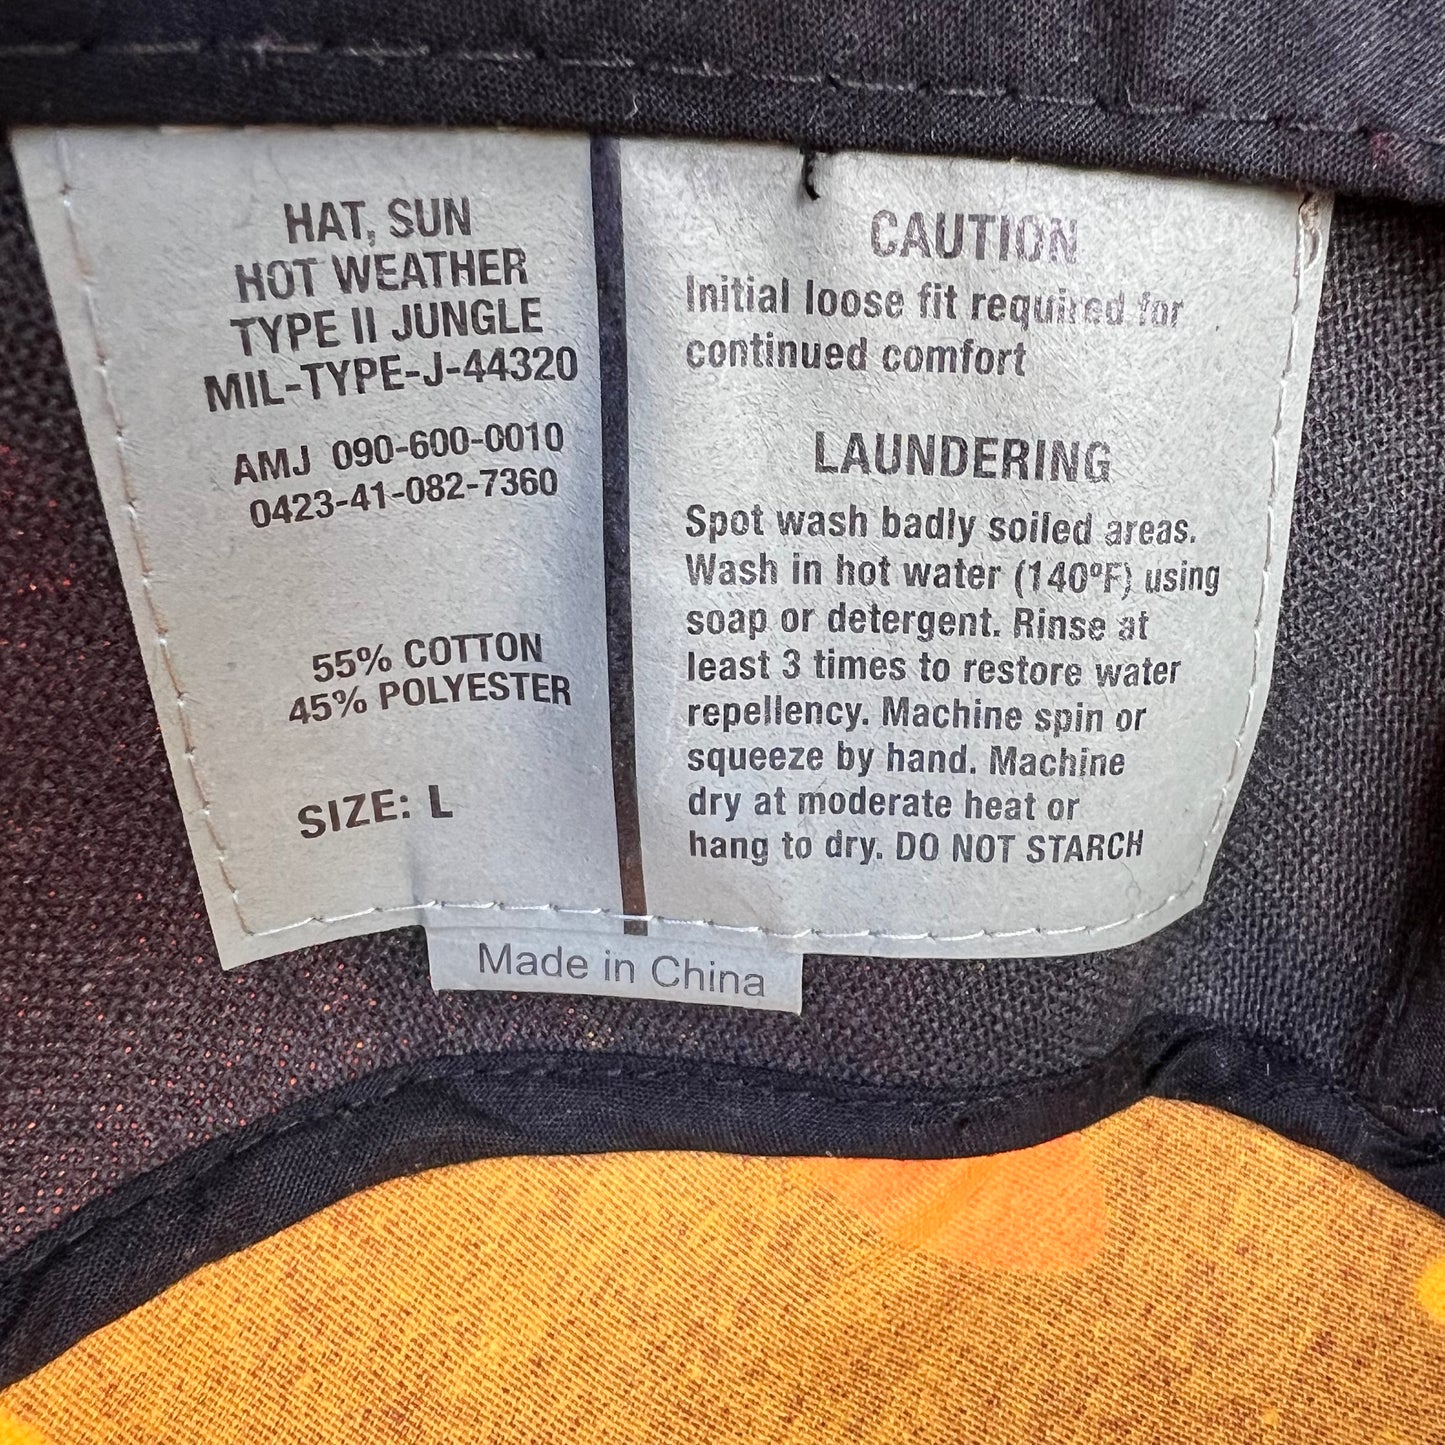 HAT, SUN
HOT WEATHER
TYPE II JUNGLE
MIL-TYPE-J-44320
AMJ 090-600-0010
0423-41-082-7360
55% COTTON
45% POLYESTER
SIZE: L
CAUTION
Initial loose fit required for
continued comfort
LAUNDERING
Spot wash badly soiled areas.
Wash in hot water (140ºF) using
soap or detergent. Rinse at
least 3 times to restore water
repellency. Machine spin or
squeeze by hand. Machine
dry at moderate heat or
hang to dry. DO NOT STARCH
Made in China